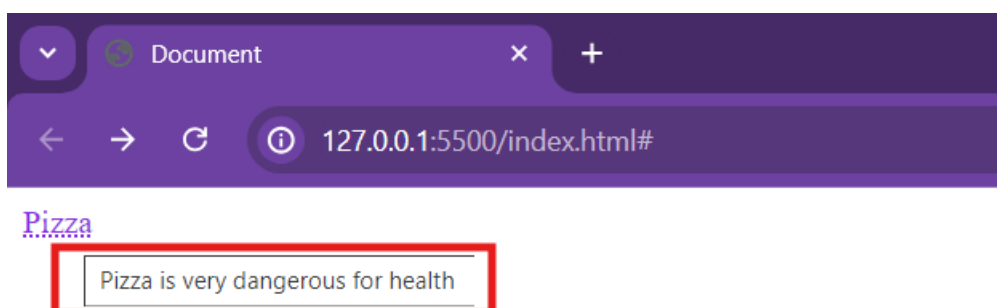 Document
127.0.0.1:5500/index.html#
Pizza
Pizza is very dangerous for health